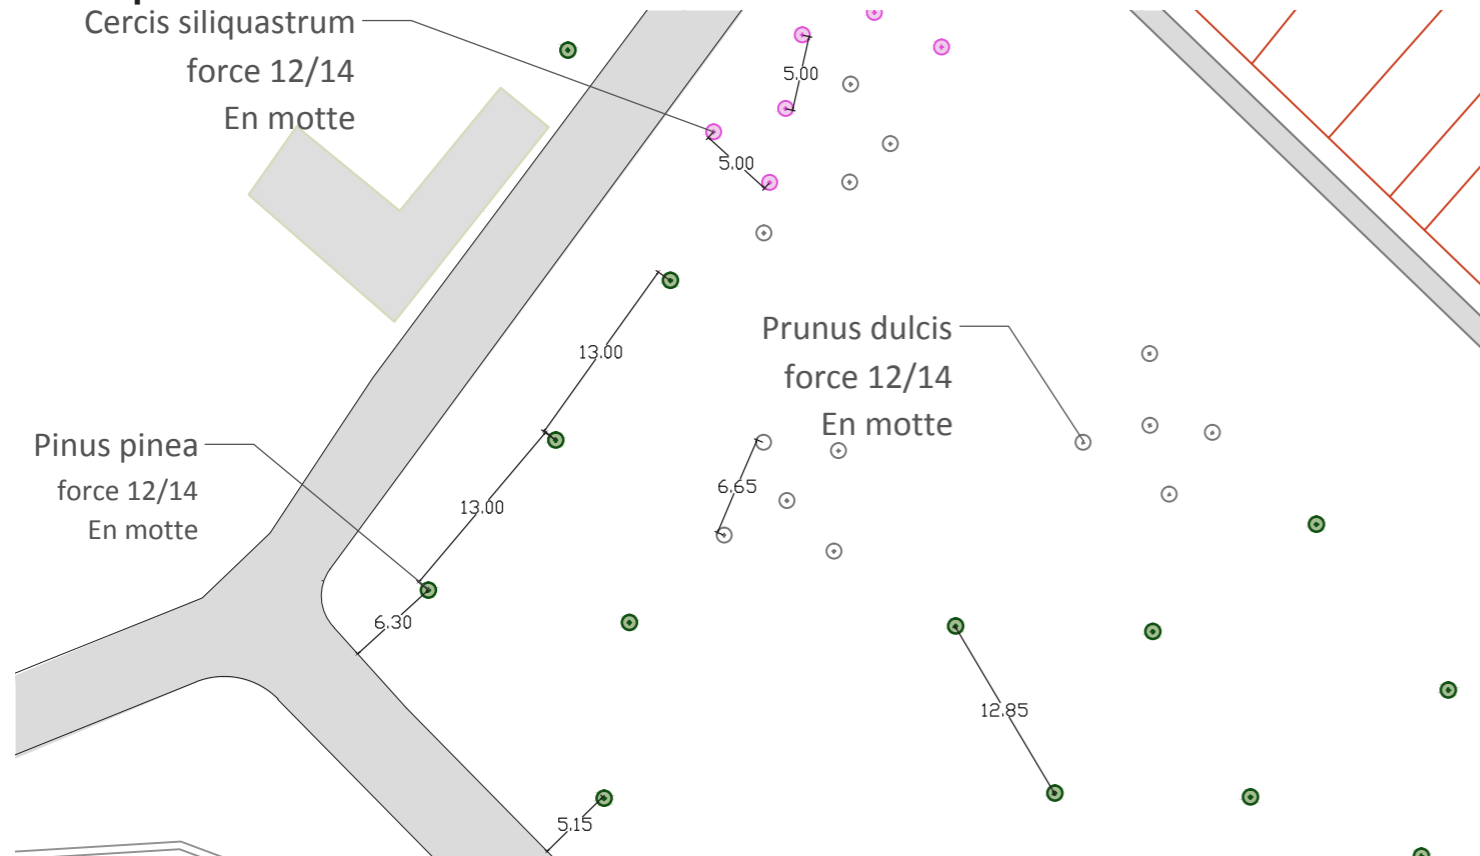 Cercis siliquastrum
force 12/14
En motte
5.00
5.00
13.00
Prunus dulcis
force 12/14
En motte
Pinus pinea
force 12/14
En motte
6.65
13.00
6.30
12.85
5.15